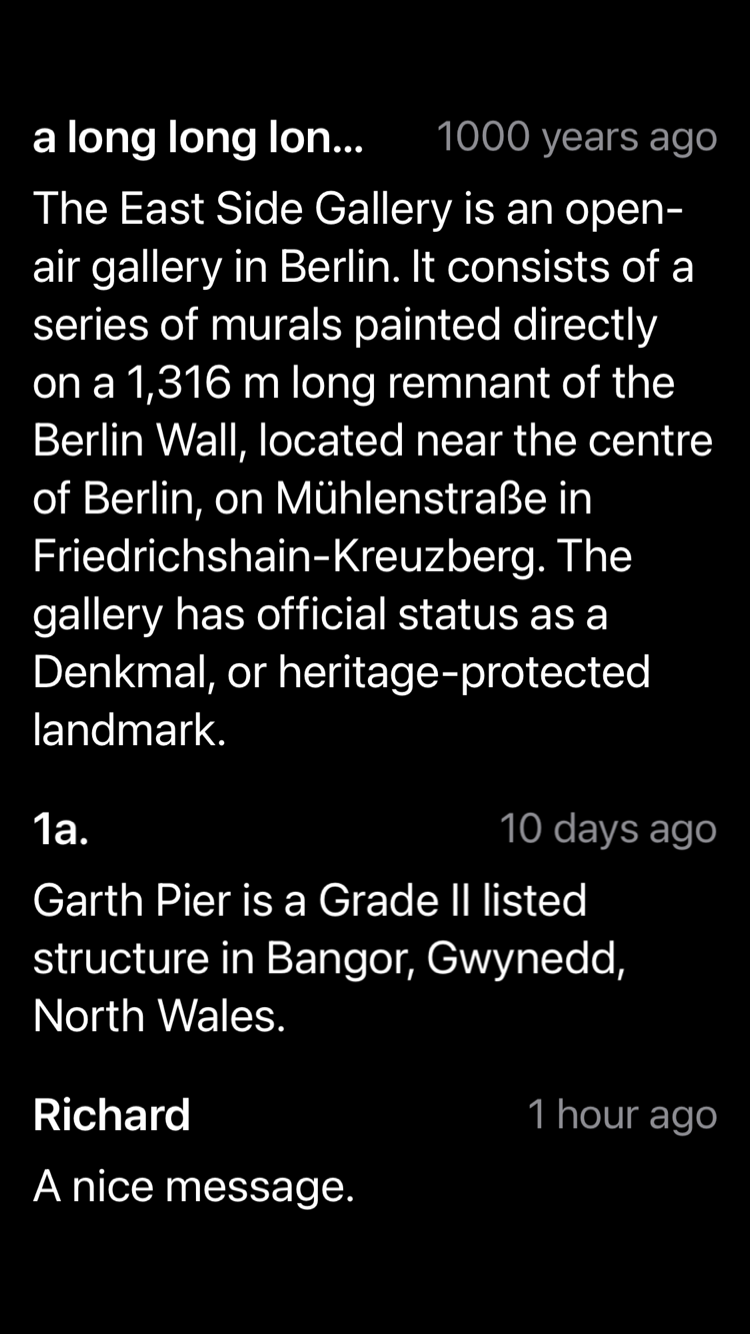 a long long lon... 1000 years ago
The East Side Gallery is an open-
air gallery in Berlin. It consists of a
series of murals painted directly
on a 1,316 m long remnant of the
Berlin Wall, located near the centre
of Berlin, on Mühlenstraße in
Friedrichshain-Kreuzberg. The
gallery has official status as a
Denkmal, or heritage-protected
landmark.
1a. 10 days ago
Garth Pier is a Grade II listed
structure in Bangor, Gwynedd,
North Wales.
Richard 1 hour ago
A nice message.